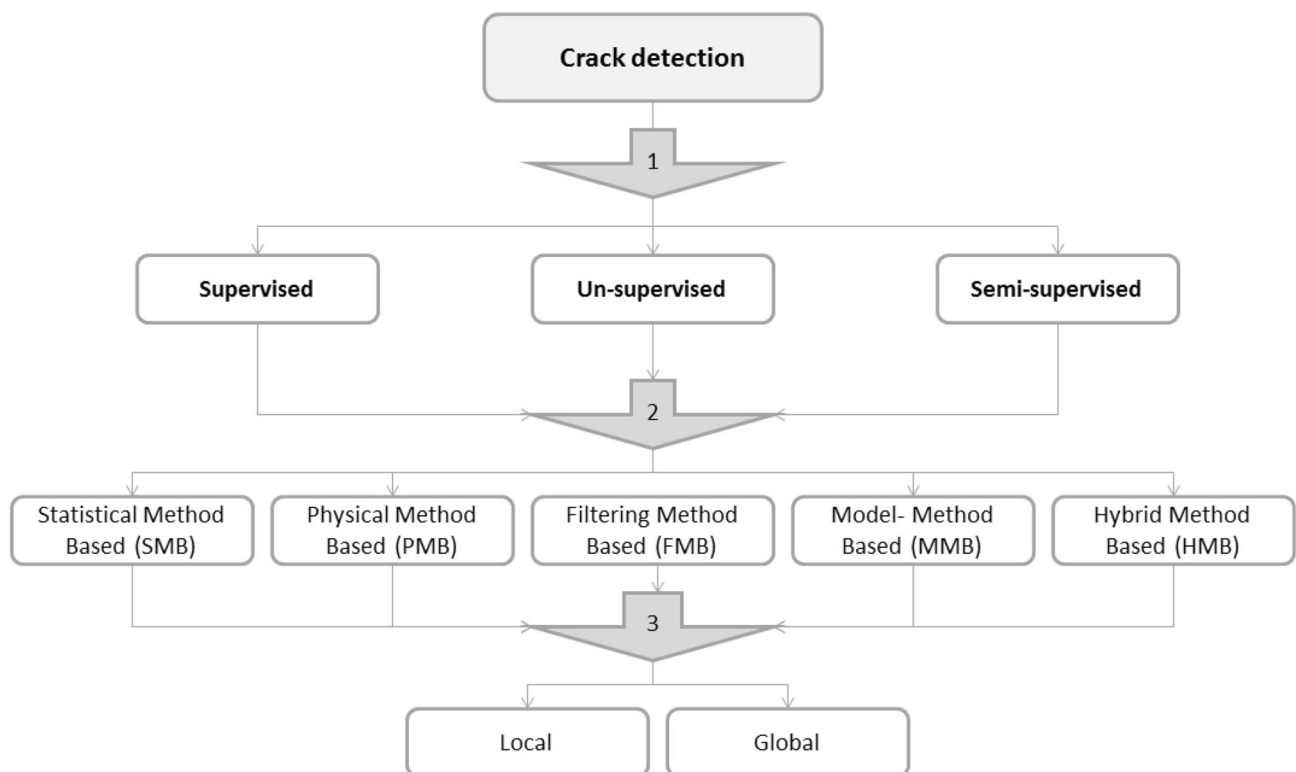 Crack detection
1
Supervised
Un-supervised
Semi-supervised
2
Statistical Method
Based (SMB)
Physical Method
Based (PMB)
Filtering Method
Based (FMB)
Model- Method
Based (MMB)
Hybrid Method
Based (HMB)
3
Local
Global